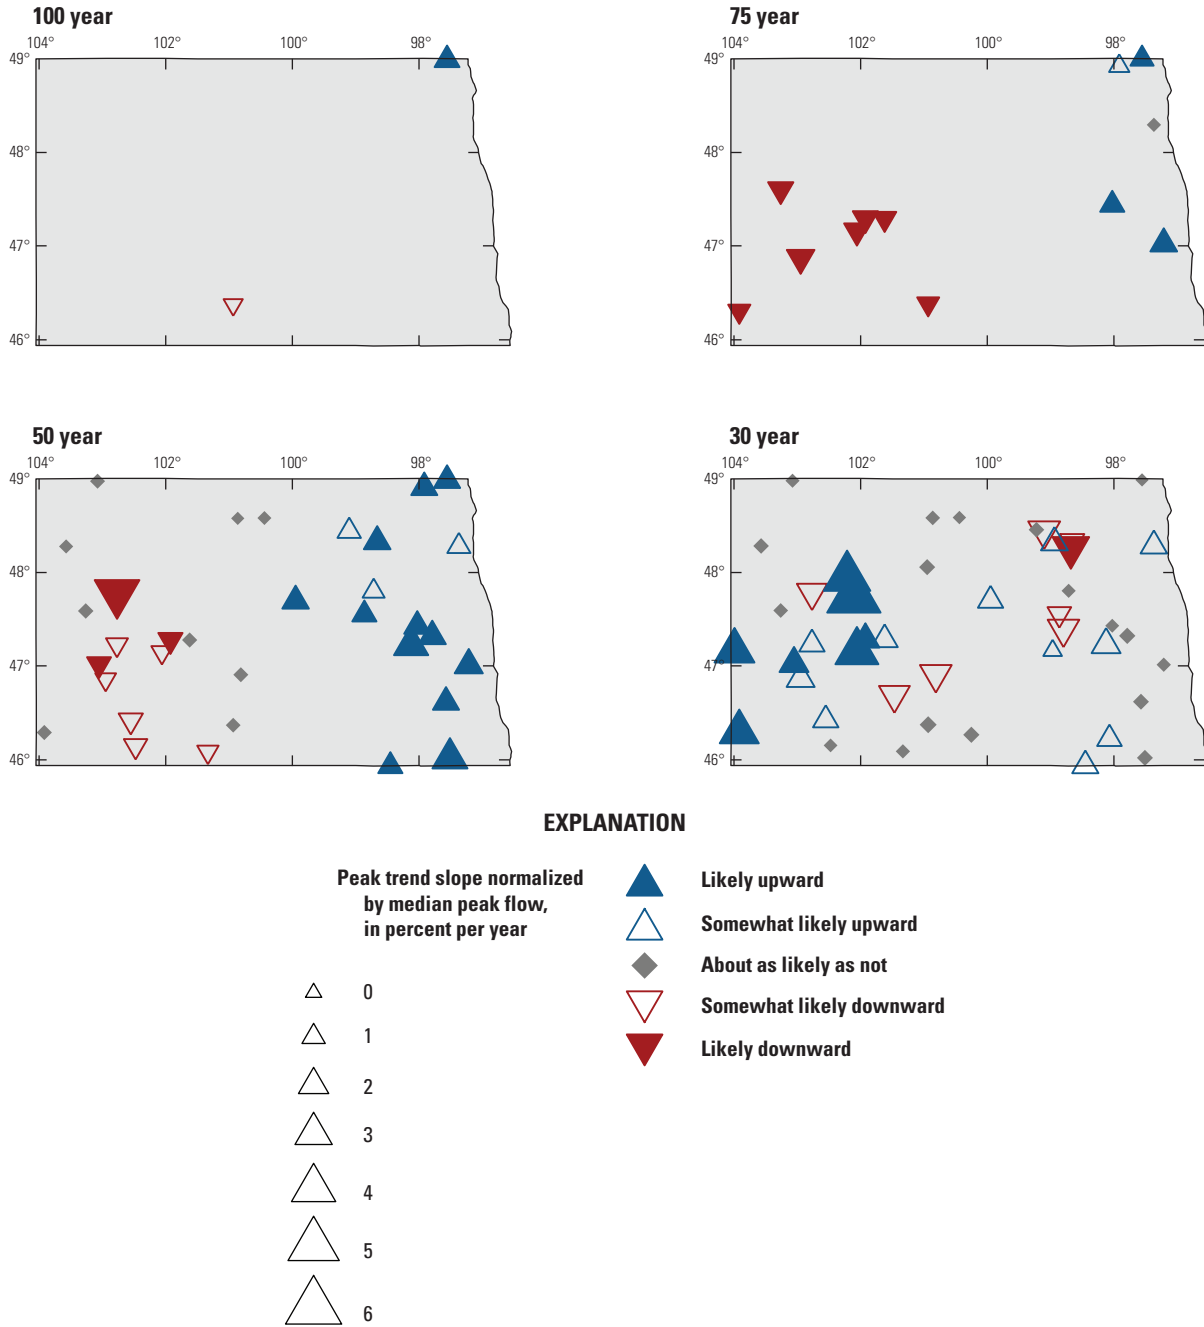 100 year
104° 102° 100° 98°
49°
48°
47°
46°
75 year
104° 102° 100° 98°
49°
48°
47°
46°
50 year
104° 102° 100° 98°
49°
48°
47°
46°
30 year
104° 102° 100° 98°
49°
48°
47°
46°
EXPLANATION
Peak trend slope normalized
by median peak flow,
in percent per year
0
1
2
3
4
5
6
Likely upward
Somewhat likely upward
About as likely as not
Somewhat likely downward
Likely downward